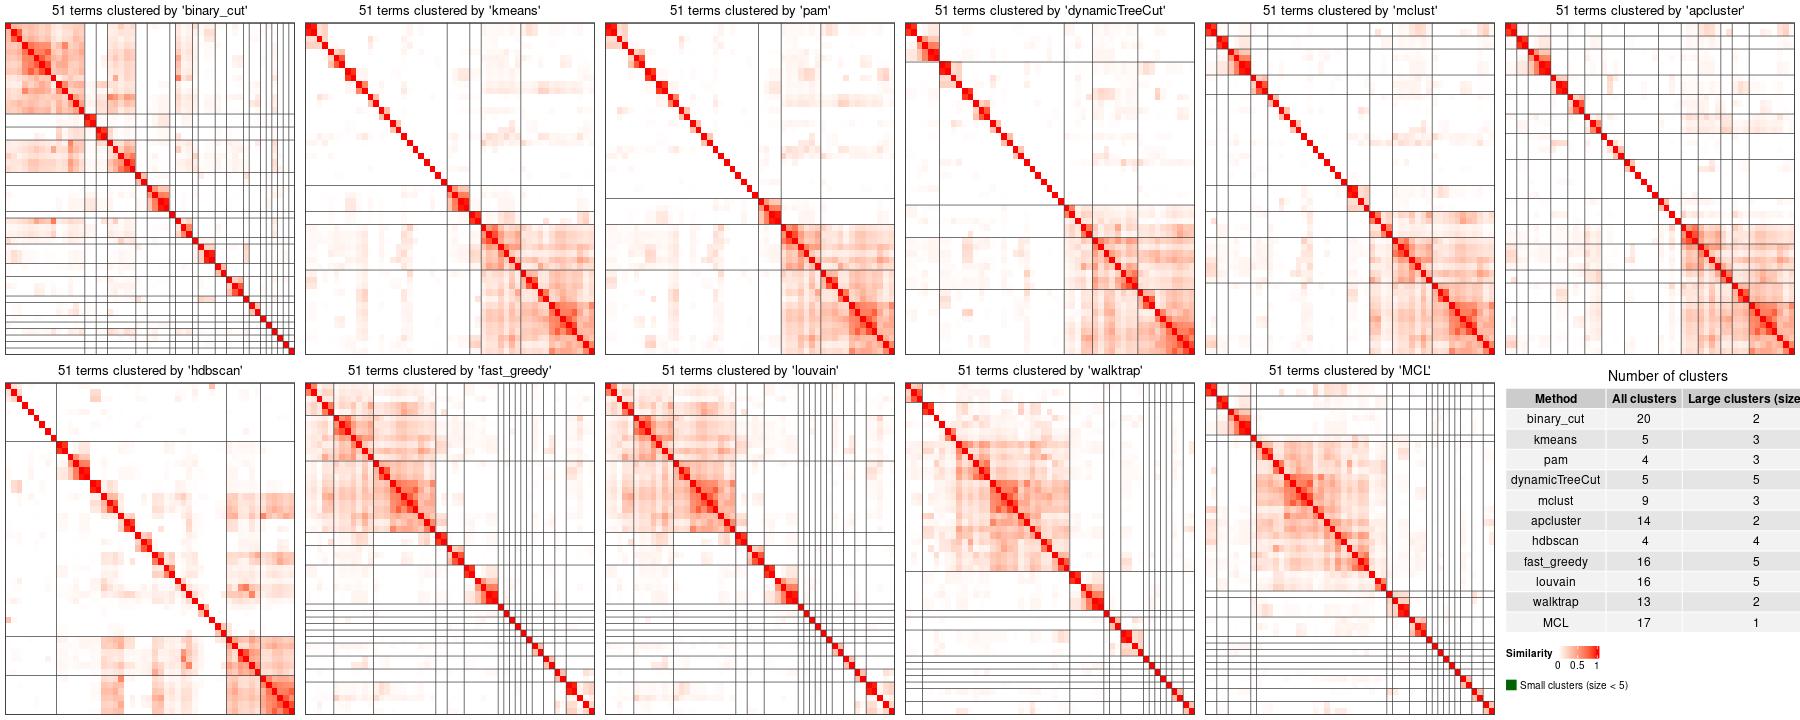 51 terms clustered by 'binary_cut'
51 terms clustered by 'kmeans'
51 terms clustered by 'pam'
51 terms clustered by 'dynamicTreeCut'
51 terms clustered by 'mclust'
51 terms clustered by 'apcluster'
51 terms clustered by 'hdbscan'
51 terms clustered by 'fast_greedy'
51 terms clustered by 'louvain'
51 terms clustered by 'walktrap'
51 terms clustered by 'MCL'
Number of clusters
Method All clusters Large clusters (size
binary_cut 20 2
kmeans 5 3
pam 4 3
dynamicTreeCut 5 5
mclust 9 3
apcluster 14 2
hdbscan 4 4
fast_greedy 16 5
louvain 16 5
walktrap 13 2
MCL 17 1
Similarity
0 0.5 1
Small clusters (size < 5)